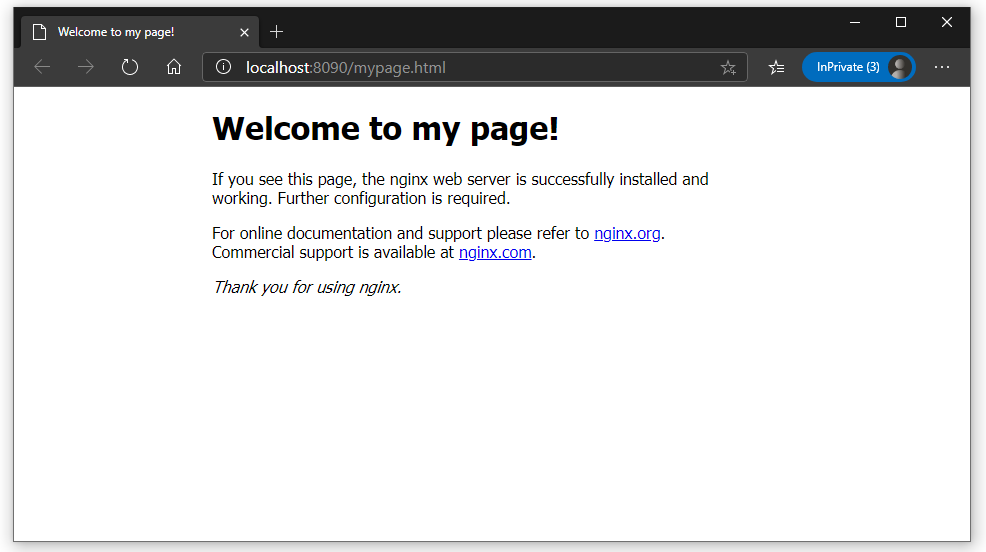 Welcome to my page!
localhost:8090/mypage.html
InPrivate (3)
Welcome to my page!
If you see this page, the nginx web server is successfully installed and
working. Further configuration is required.
For online documentation and support please refer to nginx.org.
Commercial support is available at nginx.com.
Thank you for using nginx.